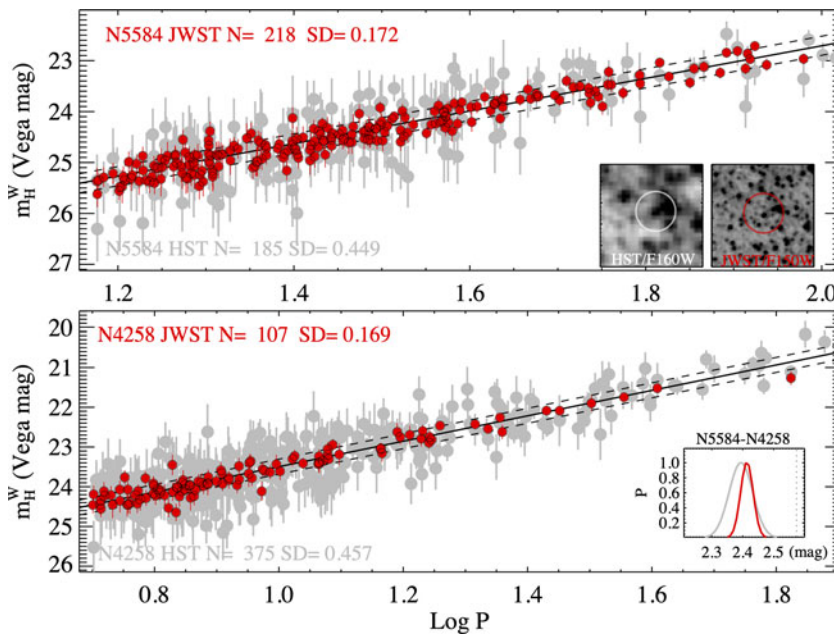 N5584 JWST N= 218 SD= 0.172
23
24
25
26
27
m_H^W (Vega mag)
N5584 HST N= 185 SD= 0.449
HST/F160W
JWST/F150W
1.2 1.4 1.6 1.8 2.0
N4258 JWST N= 107 SD= 0.169
20
21
22
23
24
25
26
m_H^W (Vega mag)
N4258 HST N= 375 SD= 0.457
N5584-N4258
1.0
0.8
0.6
0.4
0.2
P
2.3 2.4 2.5 (mag)
0.8 1.0 1.2 1.4 1.6 1.8
Log P